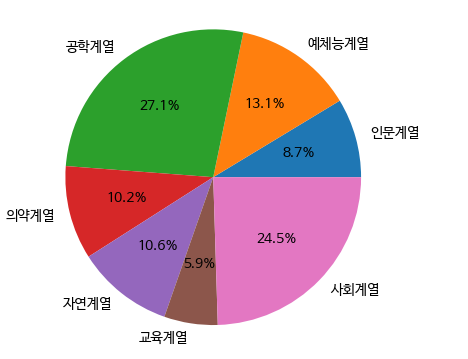 공학계열
예체능계열
27.1%
13.1%
인문계열
8.7%
10.2%
의약계열
10.6%
24.5%
5.9%
사회계열
자연계열
교육계열